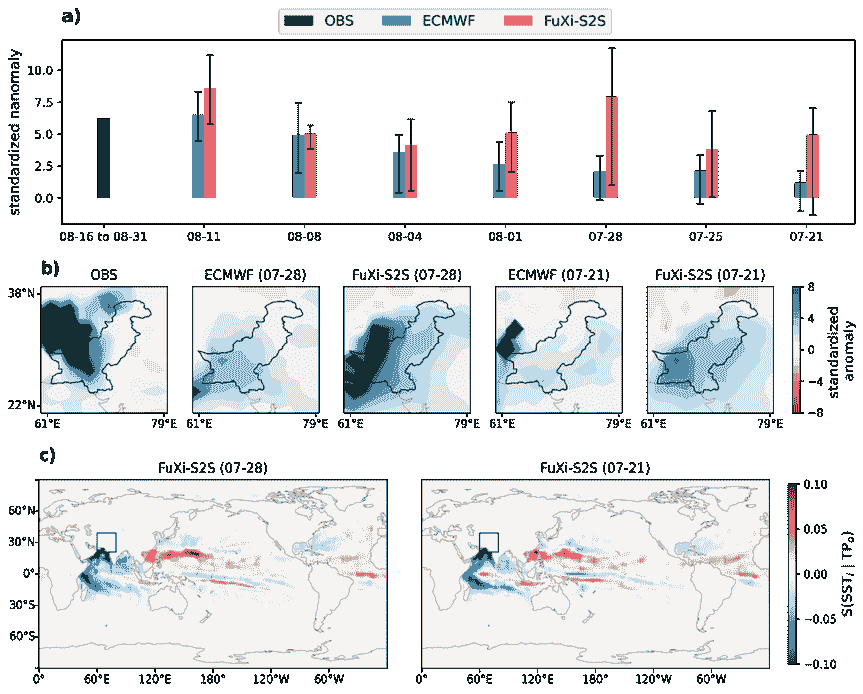 a)
OBS ECMWF FuXi-S2S
standardized nanomaly
10.0
7.5
5.0
2.5
0.0
08-16 to 08-31 08-11 08-08 08-04 08-01 07-28 07-25 07-21
b)
OBS ECMWF (07-28) FuXi-S2S (07-28) ECMWF (07-21) FuXi-S2S (07-21)
38°N
22°N
61°E 79°E 61°E 79°E 61°E 79°E 61°E 79°E 61°E 79°E
8
4
0
−4
−8
standardized
anomaly
c)
FuXi-S2S (07-28) FuXi-S2S (07-21)
60°N
30°N
0°
30°S
60°S
0° 60°E 120°E 180° 120°W 60°W 0° 60°E 120°E 180° 120°W 60°W
0.10
0.05
0.00
−0.05
−0.10
S(SSTᵢ | TPₒ)